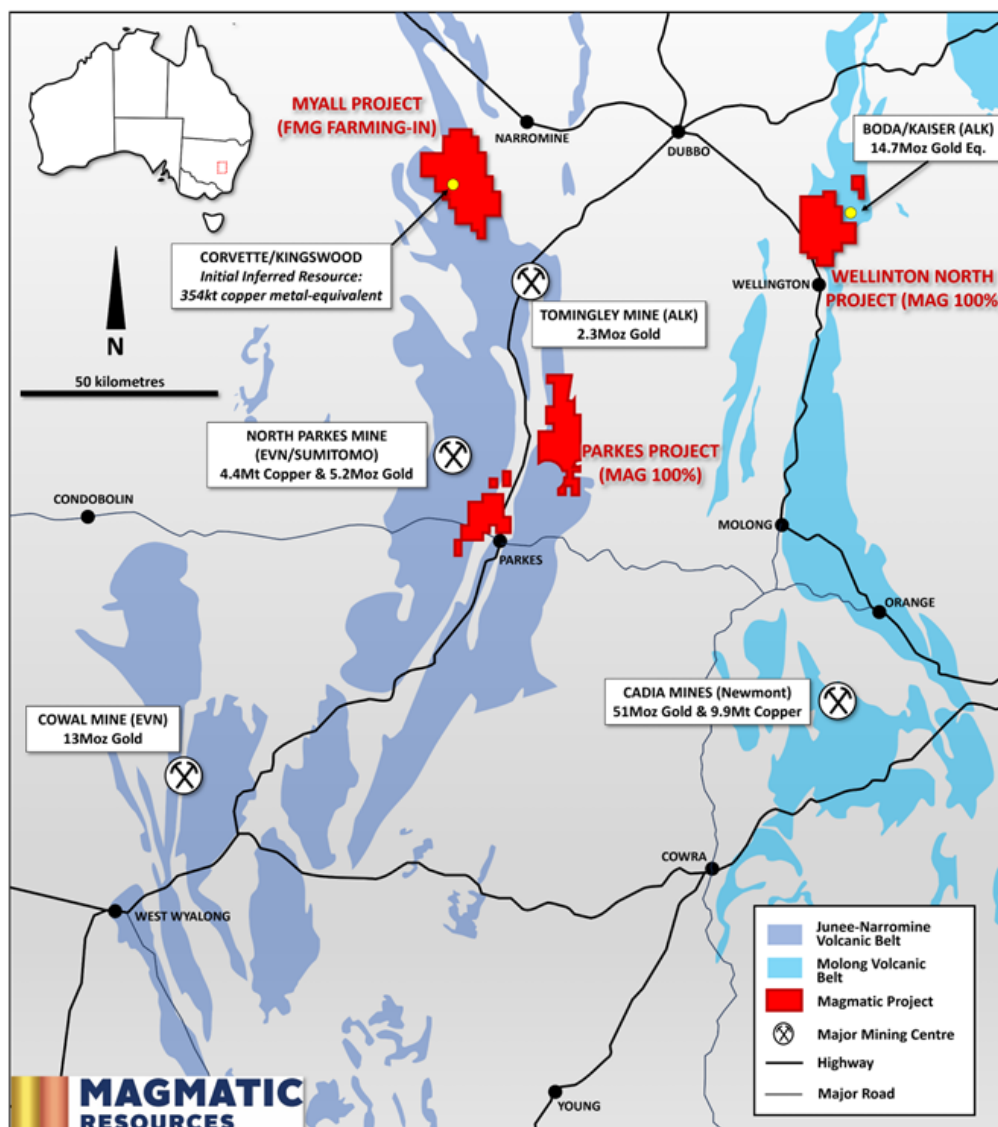 MYALL PROJECT
(FMG FARMING-IN)
NARROMINE
DUBBO
BODA/KAISER (ALK)
14.7Moz Gold Eq.
CORVETTE/KINGSWOOD
Initial Inferred Resource:
354kt copper metal-equivalent
N
50 kilometres
TOMINGLEY MINE (ALK)
2.3Moz Gold
WELLINGTON
WELLINTON NORTH
PROJECT (MAG 100%
NORTH PARKES MINE
(EVN/SUMITOMO)
4.4Mt Copper & 5.2Moz Gold
PARKES PROJECT
(MAG 100%)
CONDOBOLIN
MOLONG
PARKES
ORANGE
COWAL MINE (EVN)
13Moz Gold
CADIA MINES (Newmont)
51Moz Gold & 9.9Mt Copper
COWRA
WEST WYALONG
YOUNG
Junee-Narromine
Volcanic Belt
Molong Volcanic
Belt
Magmatic Project
Major Mining Centre
Highway
Major Road
MAGMATIC
RESOURCES